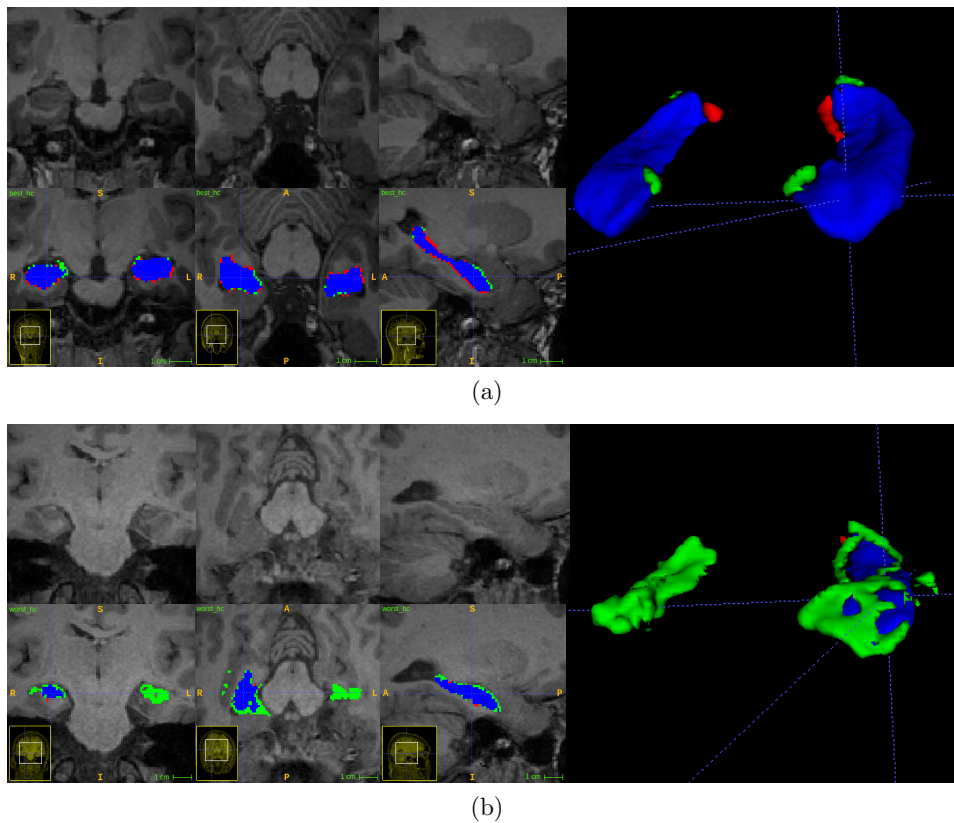 best_hc S best_hc A best_hc S
R L R L A P
I 1 cm P 1 cm I 1 cm
(a)
worst_hc S worst_hc A worst_hc S
R L R L A P
I 1 cm P 1 cm I 1 cm
(b)